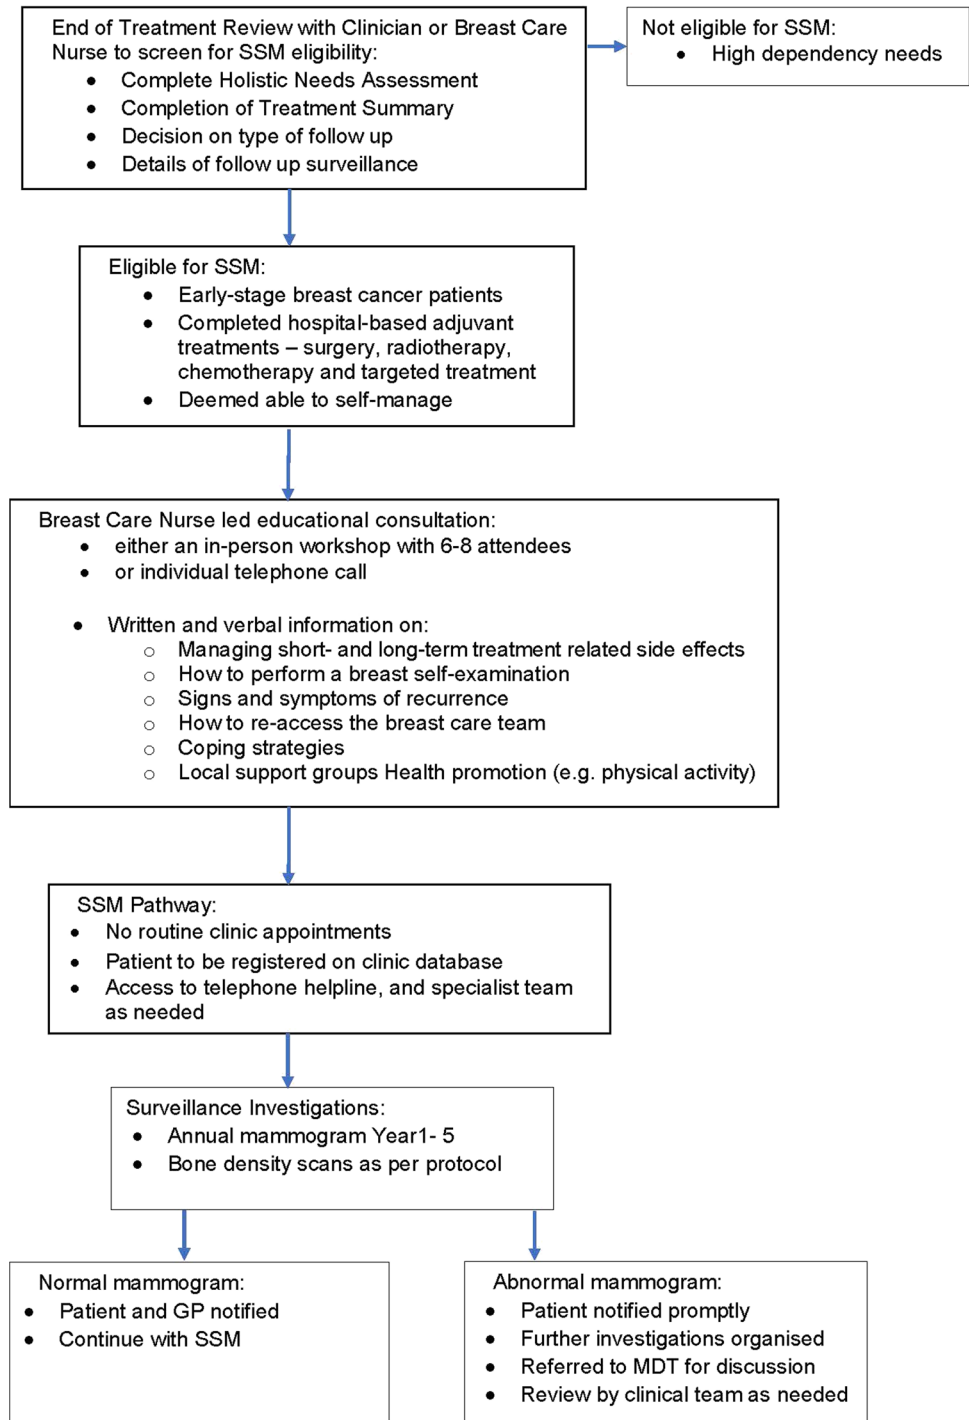 End of Treatment Review with Clinician or Breast Care
Nurse to screen for SSM eligibility:
• Complete Holistic Needs Assessment
• Completion of Treatment Summary
• Decision on type of follow up
• Details of follow up surveillance
Not eligible for SSM:
• High dependency needs
Eligible for SSM:
• Early-stage breast cancer patients
• Completed hospital-based adjuvant
treatments – surgery, radiotherapy,
chemotherapy and targeted treatment
• Deemed able to self-manage
Breast Care Nurse led educational consultation:
• either an in-person workshop with 6-8 attendees
• or individual telephone call
• Written and verbal information on:
o Managing short- and long-term treatment related side effects
o How to perform a breast self-examination
o Signs and symptoms of recurrence
o How to re-access the breast care team
o Coping strategies
o Local support groups Health promotion (e.g. physical activity)
SSM Pathway:
• No routine clinic appointments
• Patient to be registered on clinic database
• Access to telephone helpline, and specialist team
as needed
Surveillance Investigations:
• Annual mammogram Year1- 5
• Bone density scans as per protocol
Normal mammogram:
• Patient and GP notified
• Continue with SSM
Abnormal mammogram:
• Patient notified promptly
• Further investigations organised
• Referred to MDT for discussion
• Review by clinical team as needed